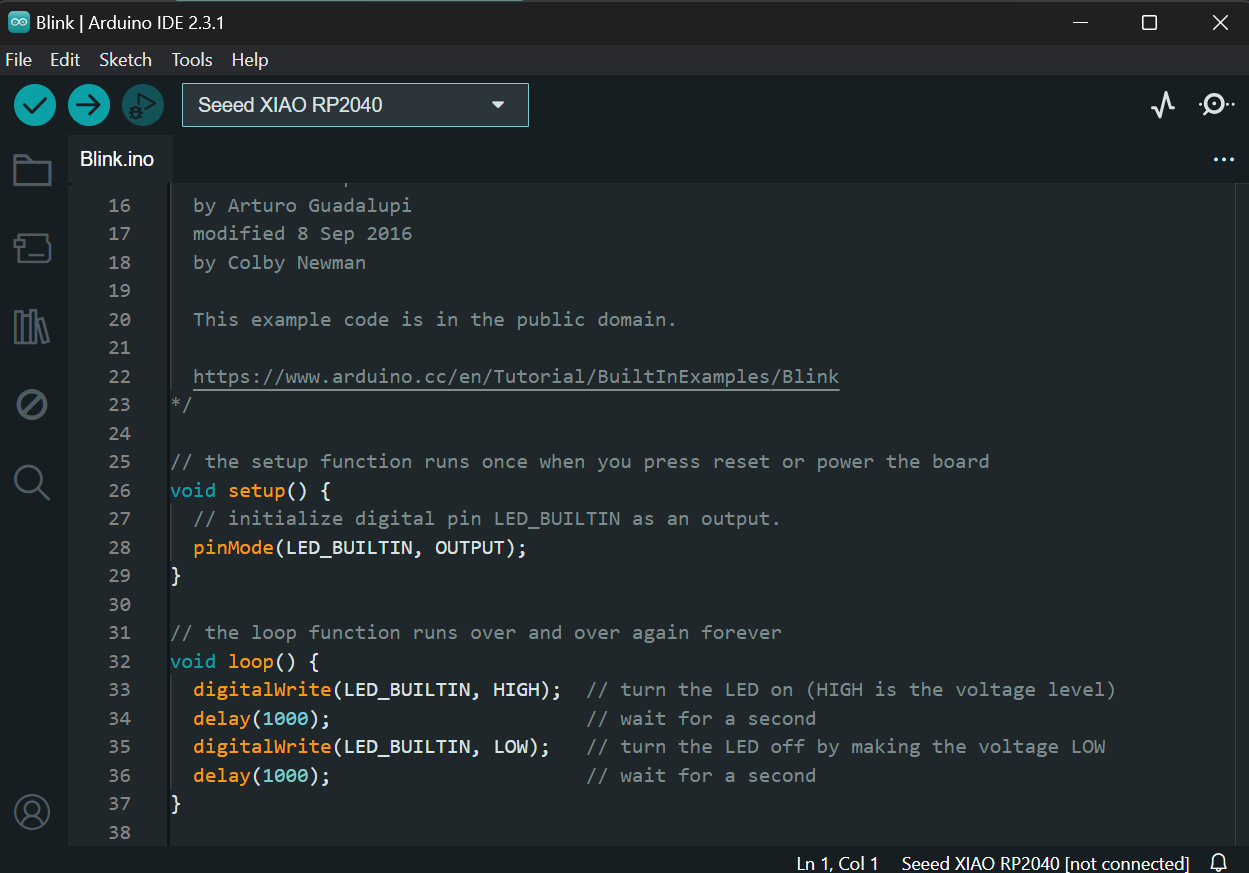 Blink | Arduino IDE 2.3.1
File Edit Sketch Tools Help
Seeed XIAO RP2040
Blink.ino
16 by Arturo Guadalupi
17 modified 8 Sep 2016
18 by Colby Newman
19
20 This example code is in the public domain.
21
22 https://www.arduino.cc/en/Tutorial/BuiltInExamples/Blink
23 */
24
25 // the setup function runs once when you press reset or power the board
26 void setup() {
27 // initialize digital pin LED_BUILTIN as an output.
28 pinMode(LED_BUILTIN, OUTPUT);
29 }
30
31 // the loop function runs over and over again forever
32 void loop() {
33 digitalWrite(LED_BUILTIN, HIGH); // turn the LED on (HIGH is the voltage level)
34 delay(1000); // wait for a second
35 digitalWrite(LED_BUILTIN, LOW); // turn the LED off by making the voltage LOW
36 delay(1000); // wait for a second
37 }
38
Ln 1, Col 1 Seeed XIAO RP2040 [not connected]